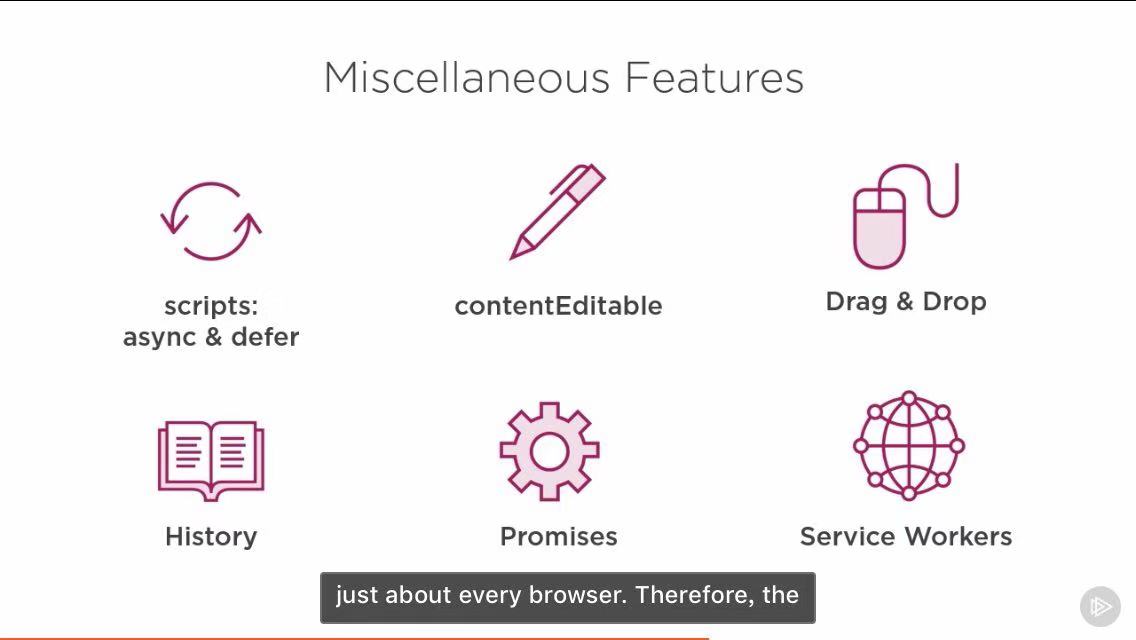 Miscellaneous Features
scripts:
async & defer
contentEditable
Drag & Drop
History
Promises
Service Workers
just about every browser. Therefore, the